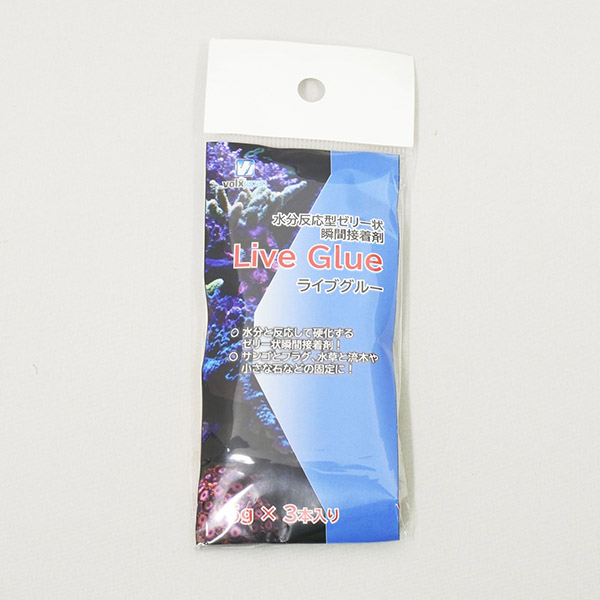 volx
水分反応型ゼリー状
瞬間接着剤
Live Glue
ライブグルー
水分と反応して硬化する
ゼリー状瞬間接着剤！
サンゴとフラグ、水草と流木や
小さな石などの固定に！
5g × 3本入り